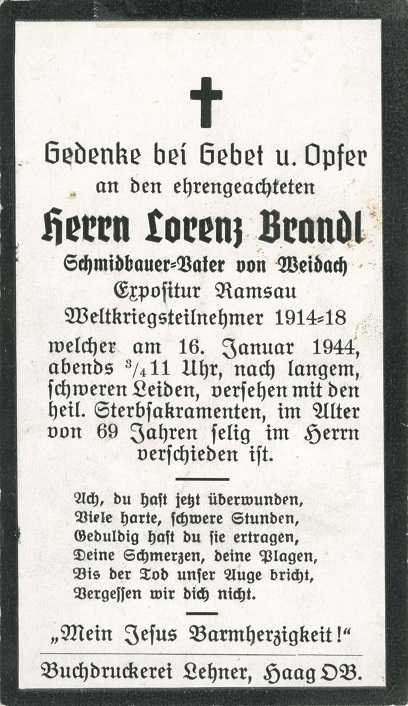 Gedenke bei Gebet u. Opfer
an den ehrengeachteten
Herrn Lorenz Brandl
Schmidbauer-Vater von Weidach
Expositur Ramsau
Weltkriegsteilnehmer 1914-18
welcher am 16. Januar 1944,
abends ³/₄11 Uhr, nach langem,
schweren Leiden, versehen mit den
heil. Sterbsakramenten, im Alter
von 69 Jahren selig im Herrn
verschieden ist.
Ach, du hast jetzt überwunden,
Viele harte, schwere Stunden,
Geduldig hast du sie ertragen,
Deine Schmerzen, deine Plagen,
Bis der Tod unser Auge bricht,
Vergessen wir dich nicht.
„Mein Jesus Barmherzigkeit!"
Buchdruckerei Lehner, Haag OB.